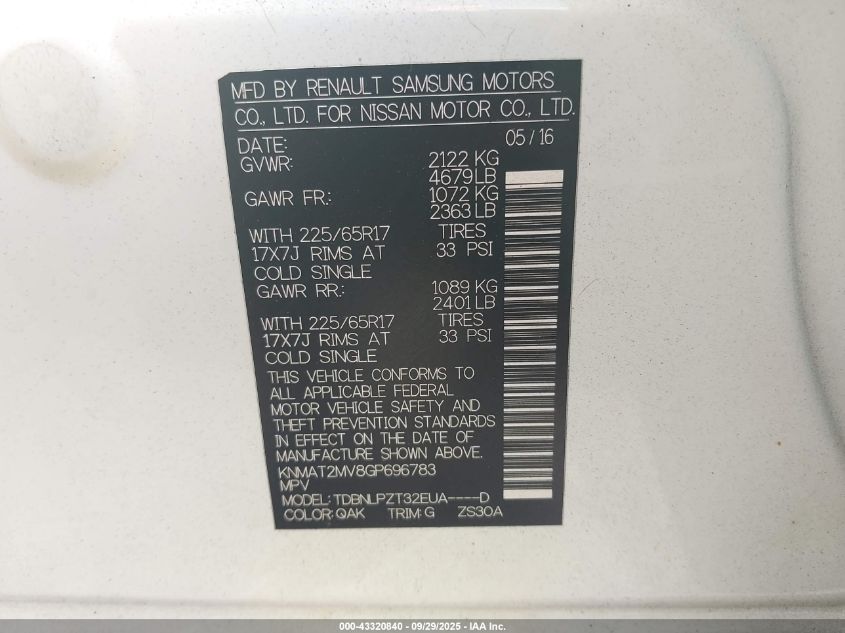 MFD BY RENAULT SAMSUNG MOTORS
CO., LTD. FOR NISSAN MOTOR CO., LTD.
DATE: 05 / 16
GVWR: 2122 KG
4679LB
GAWR FR.: 1072 KG
2363 LB
WITH 225/65R17 TIRES
17X7J RIMS AT 33 PSI
COLD SINGLE
GAWR RR.: 1089 KG
2401 LB
WITH 225/65R17 TIRES
17X7J RIMS AT 33 PSI
COLD SINGLE
THIS VEHICLE CONFORMS TO
ALL APPLICABLE FEDERAL
MOTOR VEHICLE SAFETY AND
THEFT PREVENTION STANDARDS
IN EFFECT ON THE DATE OF
MANUFACTURE SHOWN ABOVE.
KNMAT2MV8GP696783
MPV
MODEL: TDBNLPZT32EUA----D
COLOR: QAK TRIM: G ZS30A
000-43320840 - 09/29/2025 - IAA Inc.